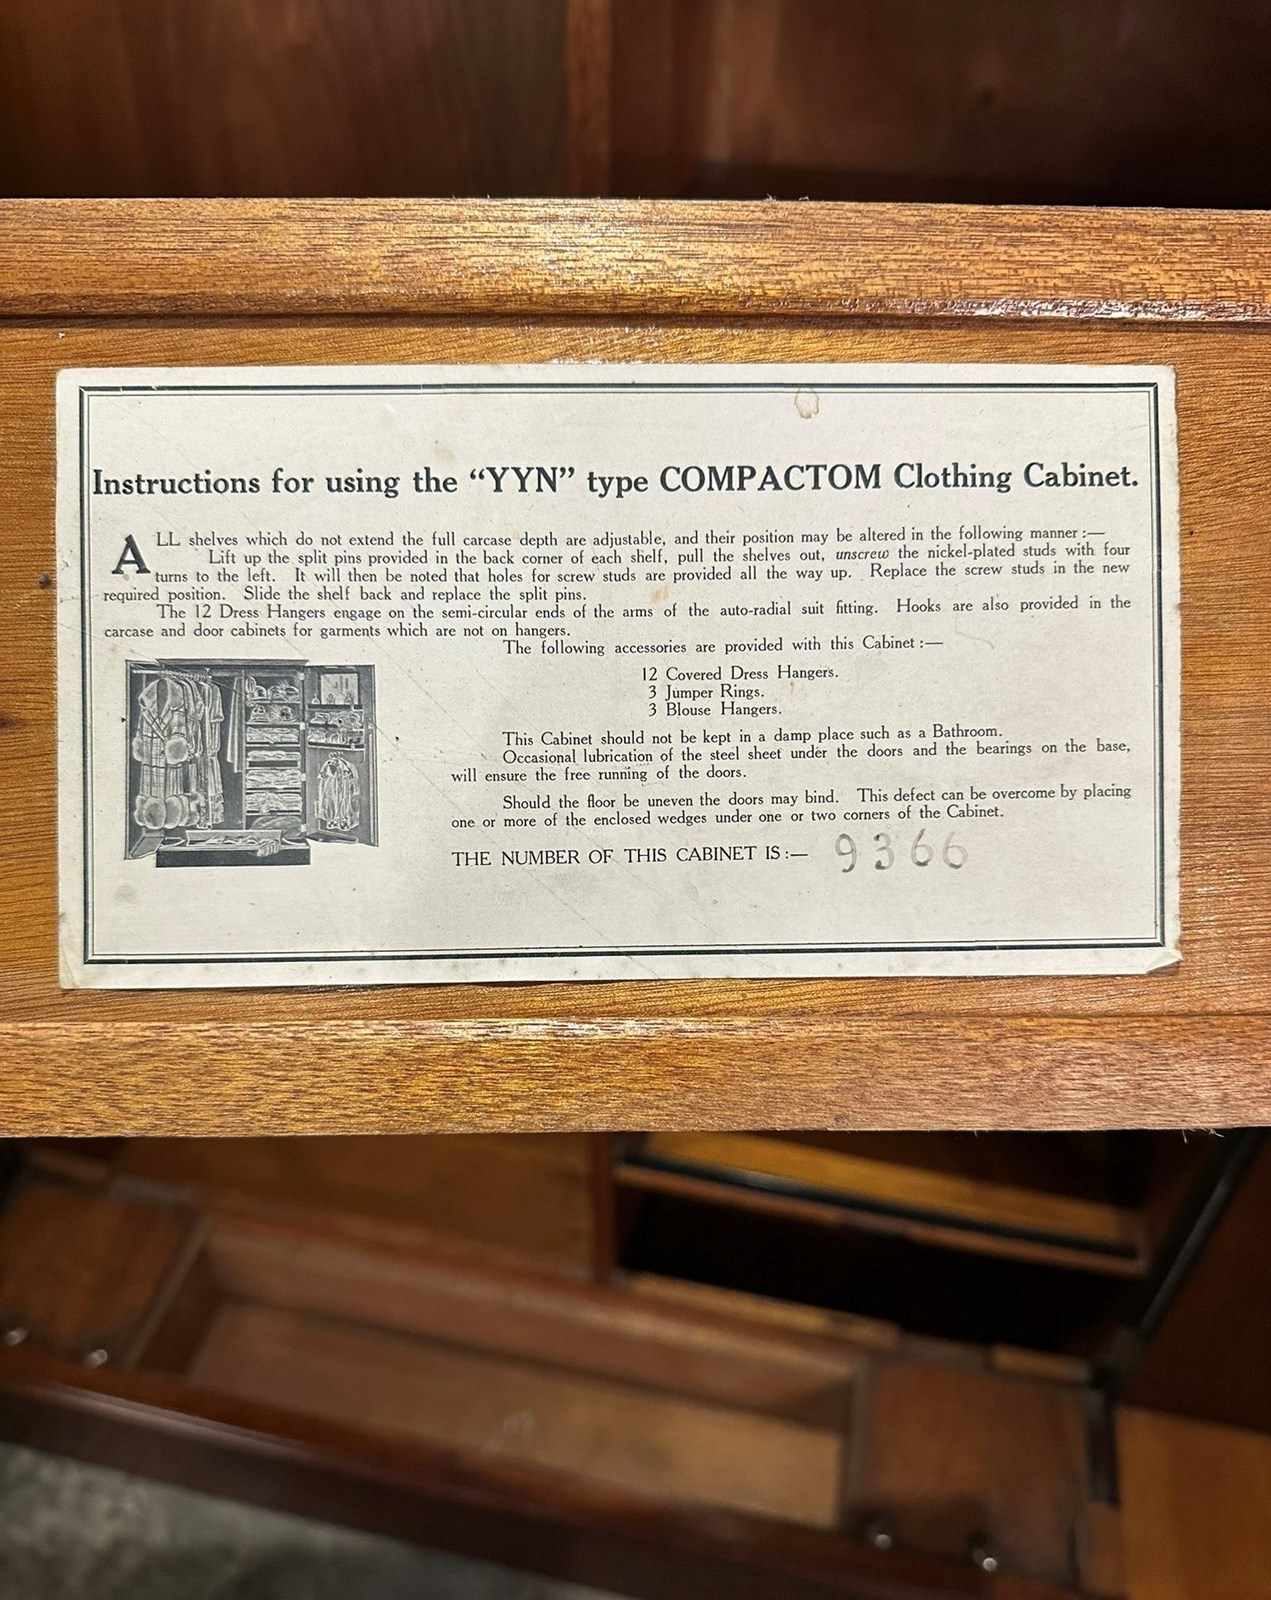 Instructions for using the “YYN” type COMPACTOM Clothing Cabinet.
ALL shelves which do not extend the full carcase depth are adjustable, and their position may be altered in the following manner :—
Lift up the split pins provided in the back corner of each shelf, pull the shelves out, unscrew the nickel-plated studs with four
turns to the left. It will then be noted that holes for screw studs are provided all the way up. Replace the screw studs in the new
required position. Slide the shelf back and replace the split pins.
The 12 Dress Hangers engage on the semi-circular ends of the arms of the auto-radial suit fitting. Hooks are also provided in the
carcase and door cabinets for garments which are not on hangers.
The following accessories are provided with this Cabinet :—
12 Covered Dress Hangers.
3 Jumper Rings.
3 Blouse Hangers.
This Cabinet should not be kept in a damp place such as a Bathroom.
Occasional lubrication of the steel sheet under the doors and the bearings on the base,
will ensure the free running of the doors.
Should the floor be uneven the doors may bind. This defect can be overcome by placing
one or more of the enclosed wedges under one or two corners of the Cabinet.
THE NUMBER OF THIS CABINET IS :— 9366